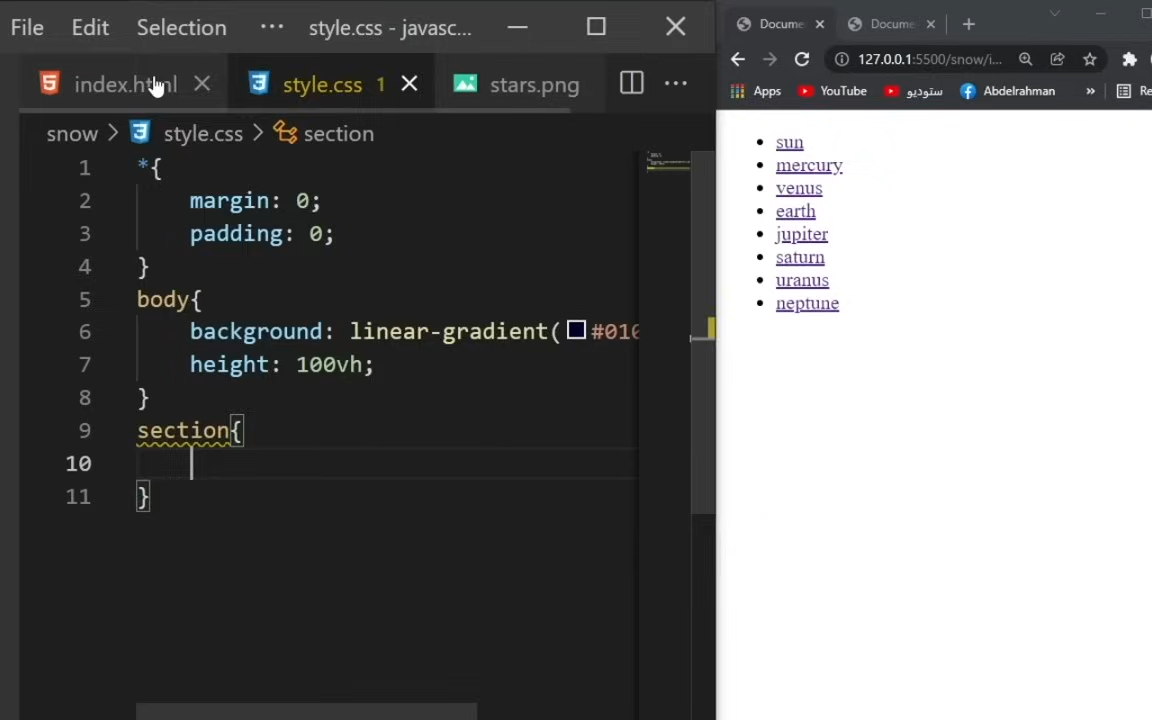 File Edit Selection ··· style.css - javasc...
index.html style.css 1 stars.png ···
snow > style.css > section
1 *{
2 margin: 0;
3 padding: 0;
4 }
5 body{
6 background: linear-gradient( #010
7 height: 100vh;
8 }
9 section{
10
11 }
Docume
Docume
127.0.0.1:5500/snow/i...
Apps YouTube ستوديو Abdelrahman » Re
• sun
• mercury
• venus
• earth
• jupiter
• saturn
• uranus
• neptune